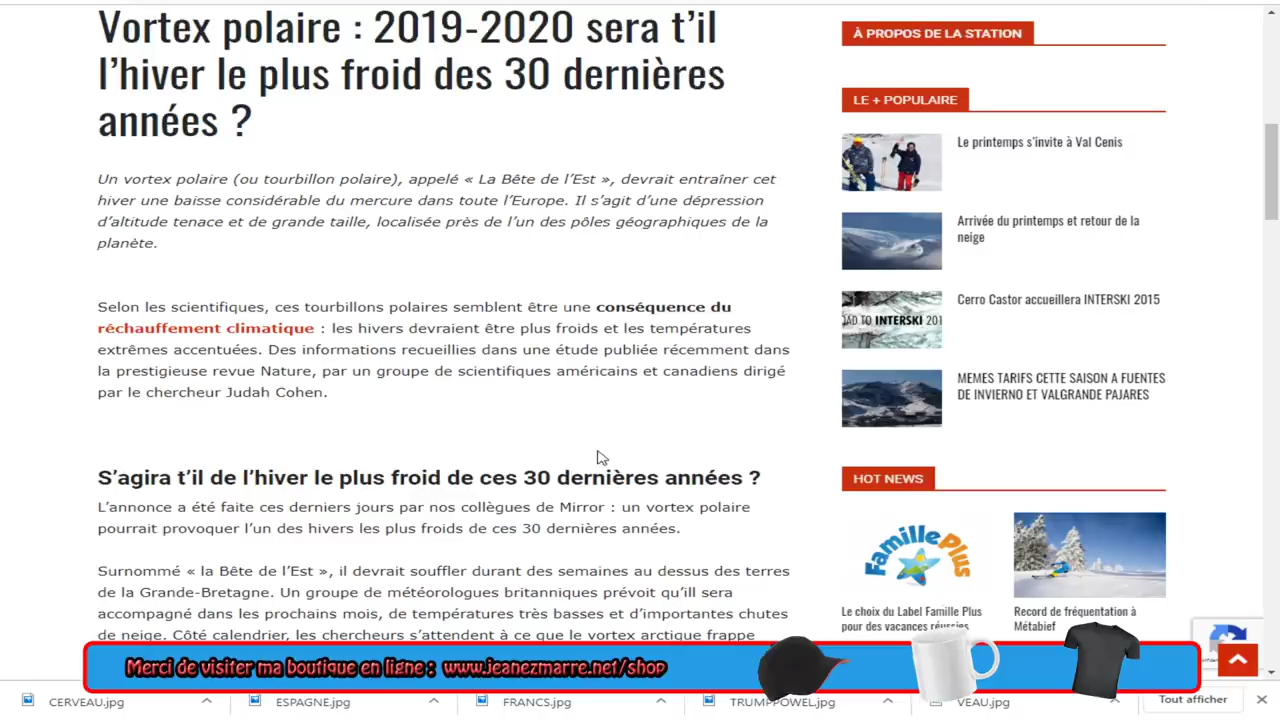 Vortex polaire : 2019-2020 sera t’il
l’hiver le plus froid des 30 dernières
années ?
Un vortex polaire (ou tourbillon polaire), appelé « La Bête de l’Est », devrait entraîner cet
hiver une baisse considérable du mercure dans toute l’Europe. Il s’agit d’une dépression
d’altitude tenace et de grande taille, localisée près de l’un des pôles géographiques de la
planète.
Selon les scientifiques, ces tourbillons polaires semblent être une conséquence du
réchauffement climatique : les hivers devraient être plus froids et les températures
extrêmes accentuées. Des informations recueillies dans une étude publiée récemment dans
la prestigieuse revue Nature, par un groupe de scientifiques américains et canadiens dirigé
par le chercheur Judah Cohen.
S’agira t’il de l’hiver le plus froid de ces 30 dernières années ?
L’annonce a été faite ces derniers jours par nos collègues de Mirror : un vortex polaire
pourrait provoquer l’un des hivers les plus froids de ces 30 dernières années.
Surnommé « la Bête de l’Est », il devrait souffler durant des semaines au dessus des terres
de la Grande-Bretagne. Un groupe de météorologues britanniques prévoit qu’ill sera
accompagné dans les prochains mois, de températures très basses et d’importantes chutes
de neige. Côté calendrier, les chercheurs s’attendent à ce que le vortex arctique frappe
À PROPOS DE LA STATION
LE + POPULAIRE
Le printemps s’invite à Val Cenis
Arrivée du printemps et retour de la
neige
Cerro Castor accueillera INTERSKI 2015
MEMES TARIFS CETTE SAISON A FUENTES
DE INVIERNO ET VALGRANDE PAJARES
HOT NEWS
FamillePlus
Le choix du Label Famille Plus
pour des vacances réussies
Record de fréquentation à
Métabief
Merci de visiter ma boutique en ligne : www.jeanezmarre.net/shop
CERVEAU.jpg
ESPAGNE.jpg
FRANCS.jpg
TRUMPPOWEL.jpg
VEAU.jpg
Tout afficher